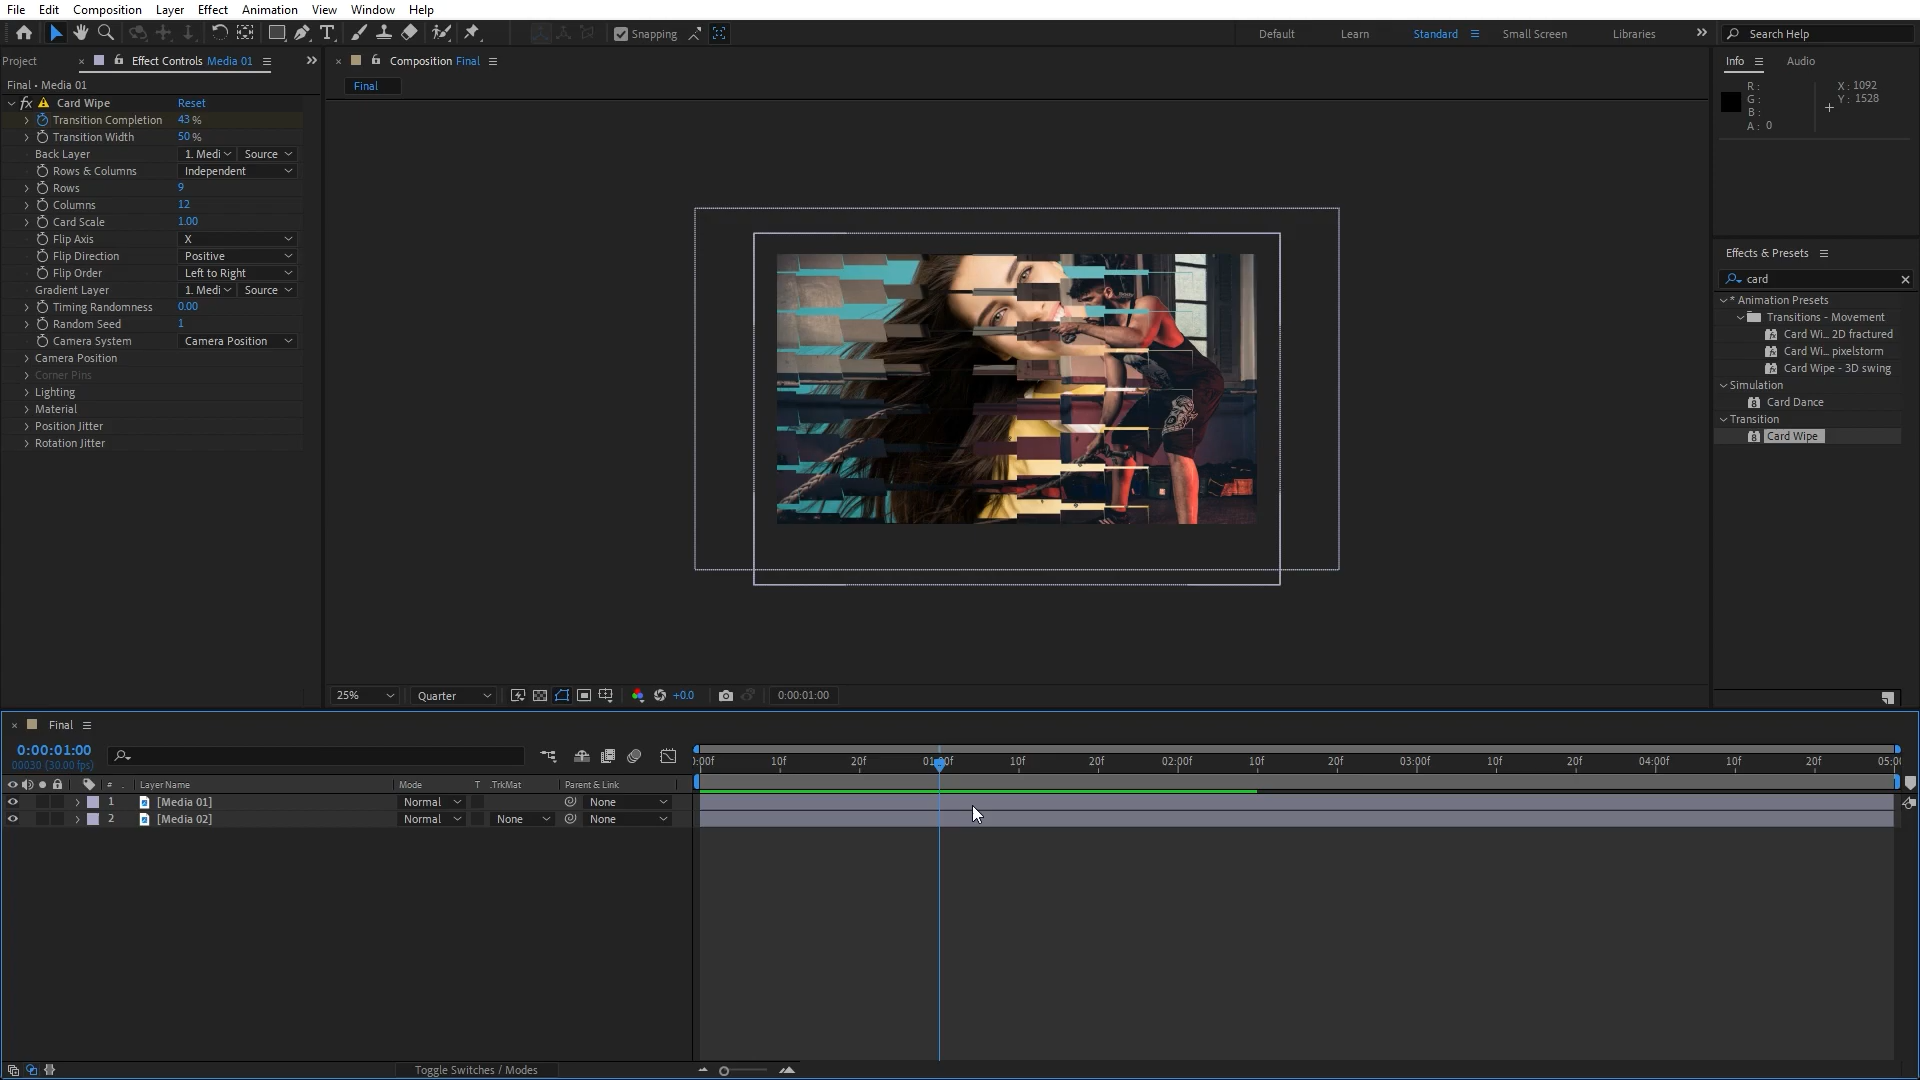 File Edit Composition Layer Effect Animation View Window Help
Snapping Default Learn Standard Small Screen Libraries Search Help
Project Effect Controls Media 01
Composition Final
Info Audio
Final • Media 01
Final
R : X : 1092
G : Y : 1528
B :
A : 0
fx Card Wipe Reset
Transition Completion 43 %
Transition Width 50 %
Back Layer 1. Medi Source
Rows & Columns Independent
Rows 9
Columns 12
Card Scale 1.00
Flip Axis X
Flip Direction Positive
Flip Order Left to Right
Gradient Layer 1. Medi Source
Timing Randomness 0.00
Random Seed 1
Camera System Camera Position
Camera Position
Corner Pins
Lighting
Material
Position Jitter
Rotation Jitter
Effects & Presets
card
* Animation Presets
Transitions - Movement
Card Wi... 2D fractured
Card Wi... pixelstorm
Card Wipe - 3D swing
Simulation
Card Dance
Transition
Card Wipe
25% Quarter +0.0 0:00:01:00
Final
0:00:01:00
00030 (30.00 fps)
):00f 10f 20f 01:00f 10f 20f 02:00f 10f 20f 03:00f 10f 20f 04:00f 10f 20f 05:00
# Layer Name Mode T .TrkMat Parent & Link
1 [Media 01] Normal None
2 [Media 02] Normal None None
Toggle Switches / Modes